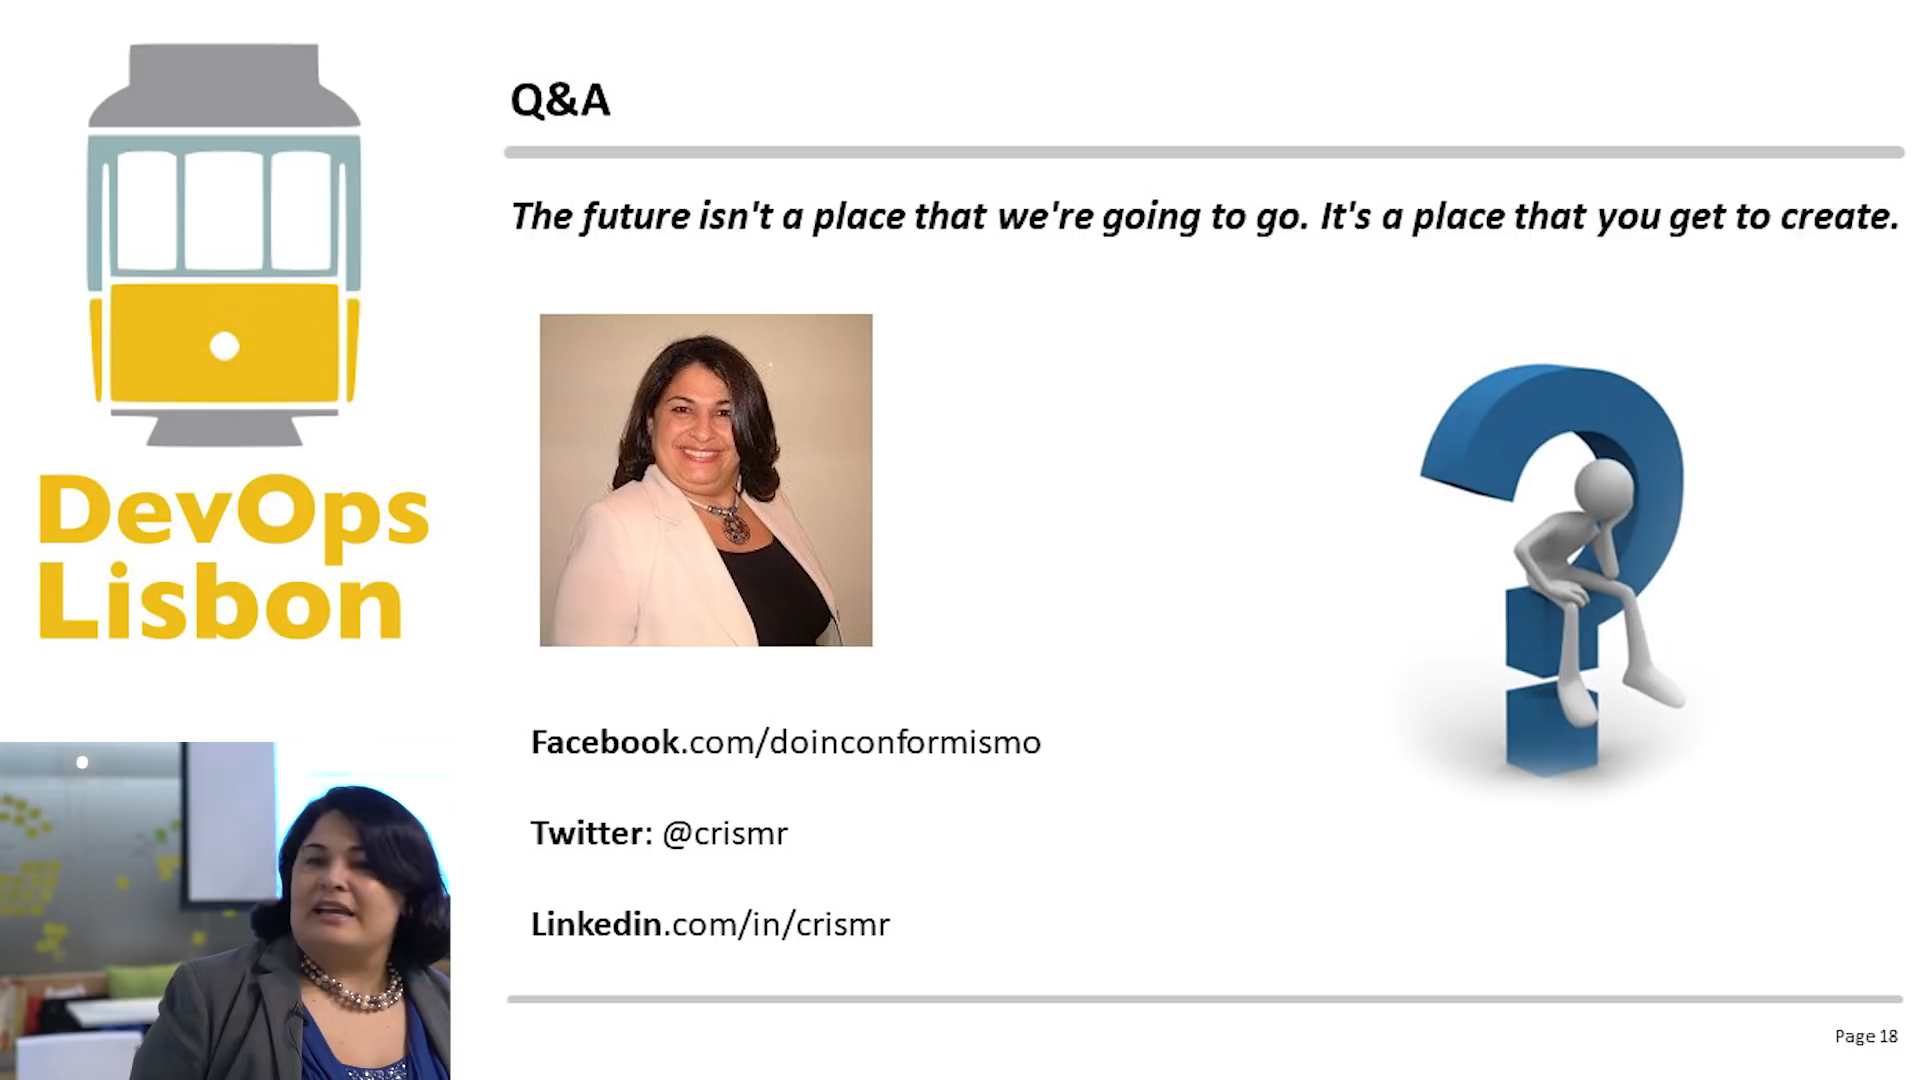 DevOps
Lisbon
Q&A
The future isn't a place that we're going to go. It's a place that you get to create.
Facebook.com/doinconformismo
Twitter: @crismr
Linkedin.com/in/crismr
Page 18